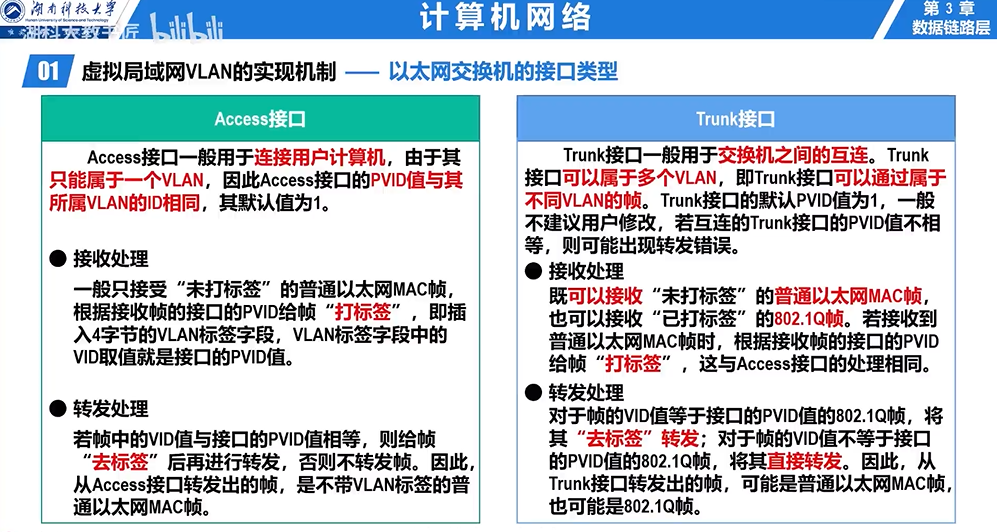 湖南科技大学
Hunan University of Science and Technology
湖科大教书匠 bilibili
计算机网络
第 3 章
数据链路层
01 虚拟局域网VLAN的实现机制 —— 以太网交换机的接口类型
Access接口
Access接口一般用于连接用户计算机，由于其
只能属于一个VLAN，因此Access接口的PVID值与其
所属VLAN的ID相同，其默认值为1。
● 接收处理
一般只接受“未打标签”的普通以太网MAC帧，
根据接收帧的接口的PVID给帧“打标签”，即插
入4字节的VLAN标签字段，VLAN标签字段中的
VID取值就是接口的PVID值。
● 转发处理
若帧中的VID值与接口的PVID值相等，则给帧
“去标签”后再进行转发，否则不转发帧。因此，
从Access接口转发出的帧，是不带VLAN标签的普
通以太网MAC帧。
Trunk接口
Trunk接口一般用于交换机之间的互连。Trunk
接口可以属于多个VLAN，即Trunk接口可以通过属于
不同VLAN的帧。Trunk接口的默认PVID值为1，一般
不建议用户修改，若互连的Trunk接口的PVID值不相
等，则可能出现转发错误。
● 接收处理
既可以接收“未打标签”的普通以太网MAC帧，
也可以接收“已打标签”的802.1Q帧。若接收到
普通以太网MAC帧时，根据接收帧的接口的PVID
给帧“打标签”，这与Access接口的处理相同。
● 转发处理
对于帧的VID值等于接口的PVID值的802.1Q帧，将
其“去标签”转发；对于帧的VID值不等于接口
的PVID值的802.1Q帧，将其直接转发。因此，从
Trunk接口转发出的帧，可能是普通以太网MAC帧，
也可能是802.1Q帧。